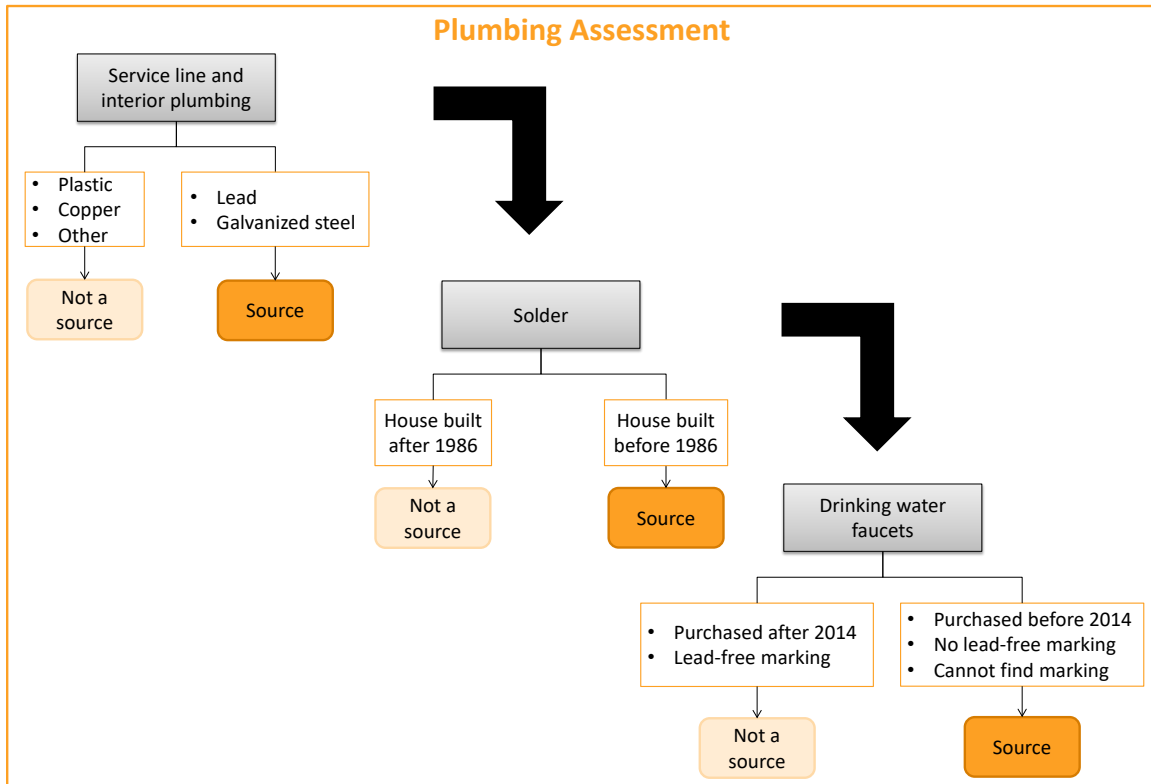 Plumbing Assessment
Service line and
interior plumbing
• Plastic
• Copper
• Other
• Lead
• Galvanized steel
Not a
source
Source
Solder
House built
after 1986
House built
before 1986
Not a
source
Source
Drinking water
faucets
• Purchased after 2014
• Lead-free marking
• Purchased before 2014
• No lead-free marking
• Cannot find marking
Not a
source
Source